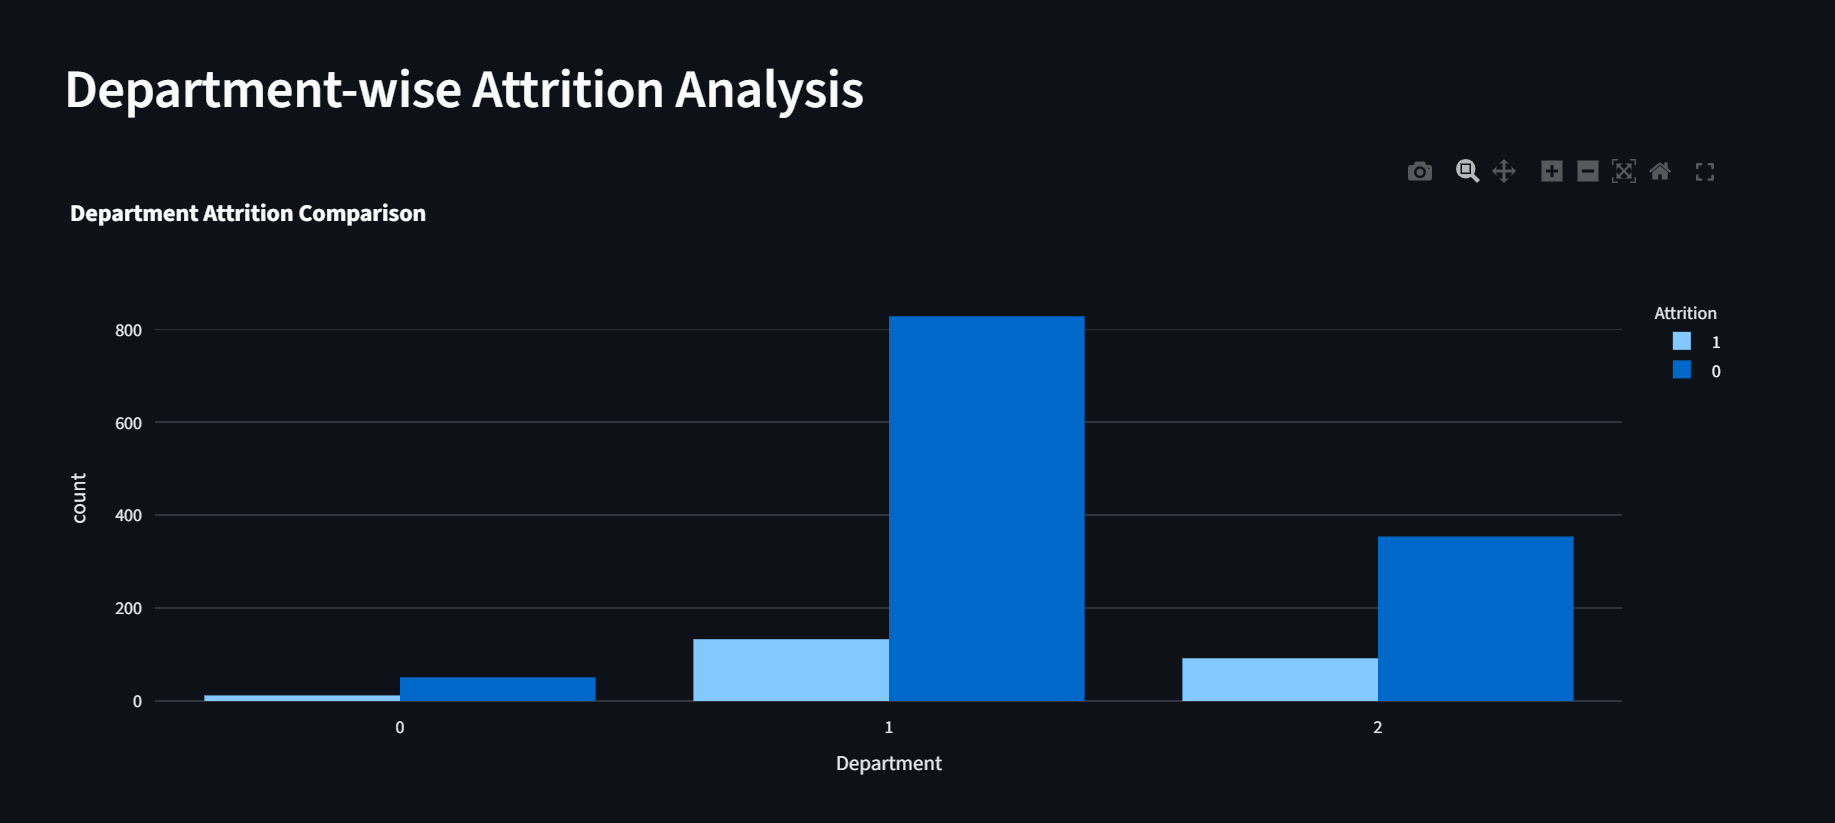 Department-wise Attrition Analysis
Department Attrition Comparison
Attrition
1
0
800
600
400
200
0
count
0 1 2
Department